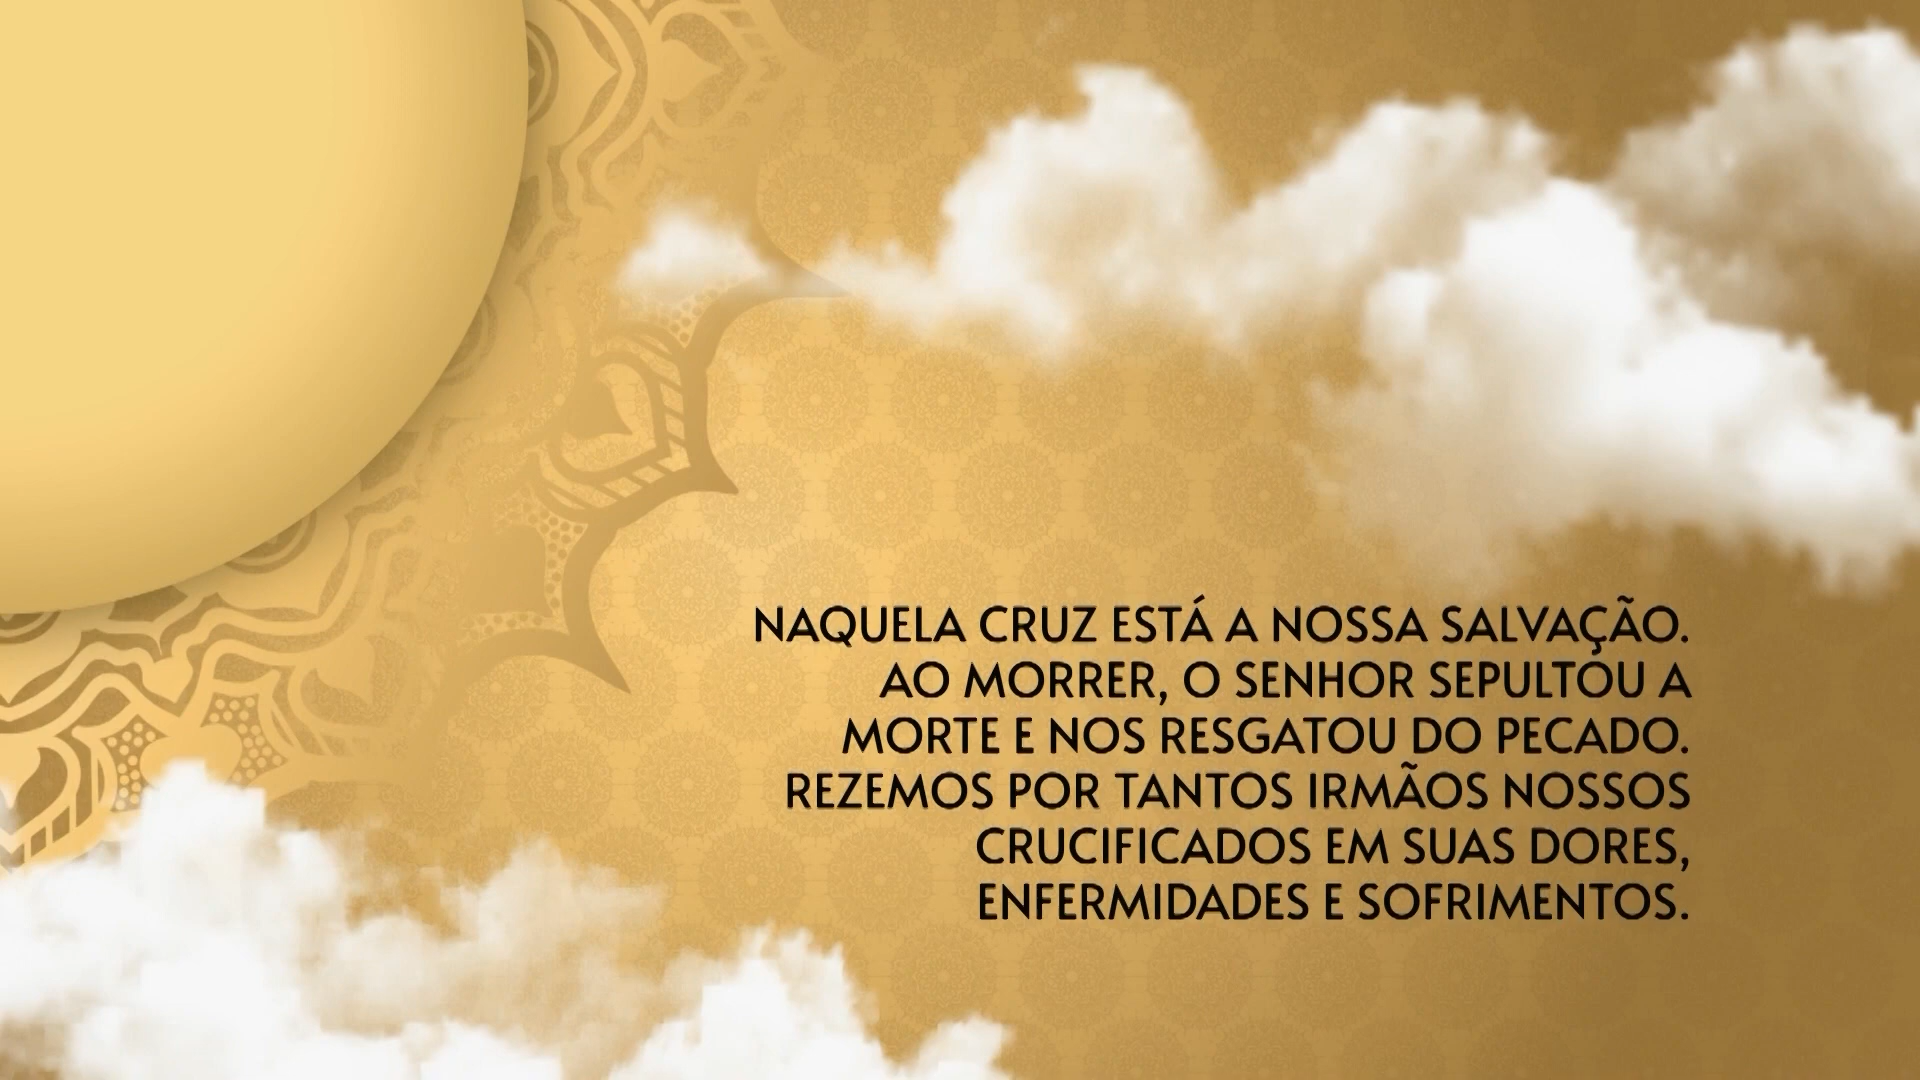 NAQUELA CRUZ ESTÁ A NOSSA SALVAÇÃO.
AO MORRER, O SENHOR SEPULTOU A
MORTE E NOS RESGATOU DO PECADO.
REZEMOS POR TANTOS IRMÃOS NOSSOS
CRUCIFICADOS EM SUAS DORES,
ENFERMIDADES E SOFRIMENTOS.